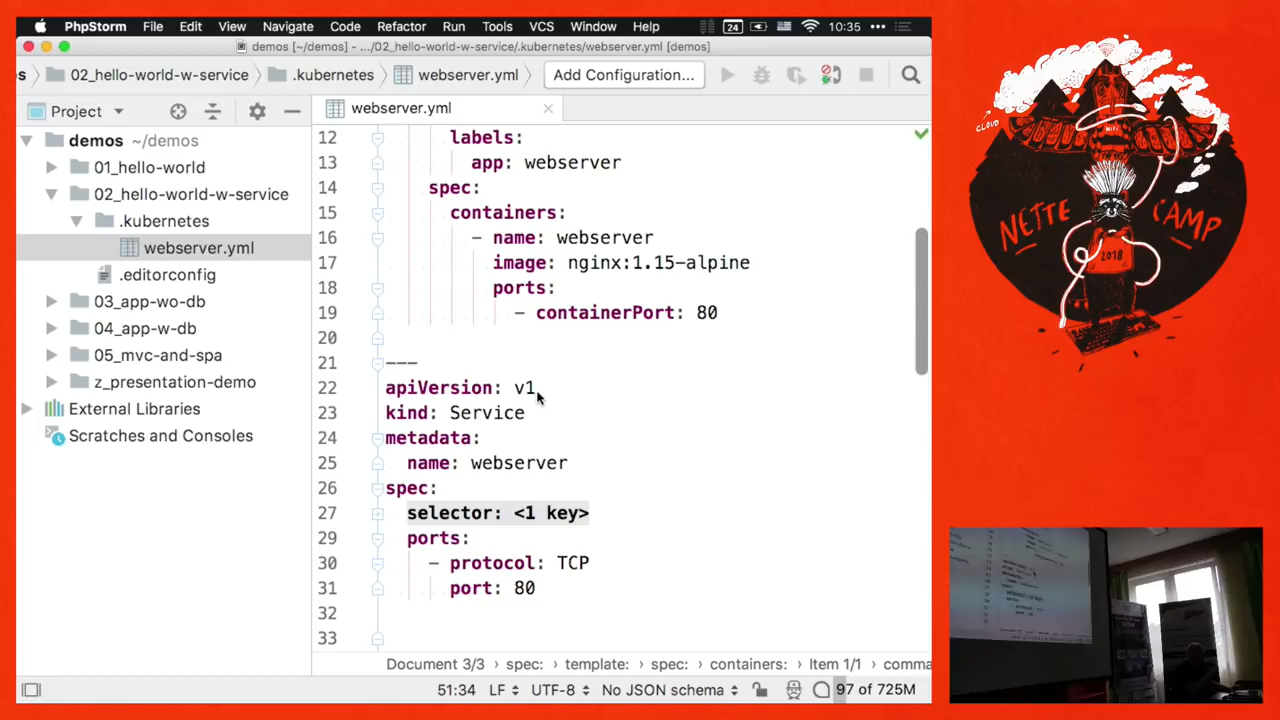 PhpStorm File Edit View Navigate Code Refactor Run Tools VCS Window Help 24 10:35
demos [~/demos] - .../02_hello-world-w-service/.kubernetes/webserver.yml [demos]
s 02_hello-world-w-service .kubernetes webserver.yml Add Configuration...
Project
webserver.yml
demos ~/demos
01_hello-world
02_hello-world-w-service
.kubernetes
webserver.yml
.editorconfig
03_app-wo-db
04_app-w-db
05_mvc-and-spa
z_presentation-demo
External Libraries
Scratches and Consoles
12 labels:
13 app: webserver
14 spec:
15 containers:
16 - name: webserver
17 image: nginx:1.15-alpine
18 ports:
19 - containerPort: 80
20
21 ---
22 apiVersion: v1
23 kind: Service
24 metadata:
25 name: webserver
26 spec:
27 selector: <1 key>
29 ports:
30 - protocol: TCP
31 port: 80
32
33
Document 3/3 spec: template: spec: containers: Item 1/1 comma
51:34 LF UTF-8 No JSON schema 97 of 725M
CLOUD
WIFI
NETTE CAMP
2018